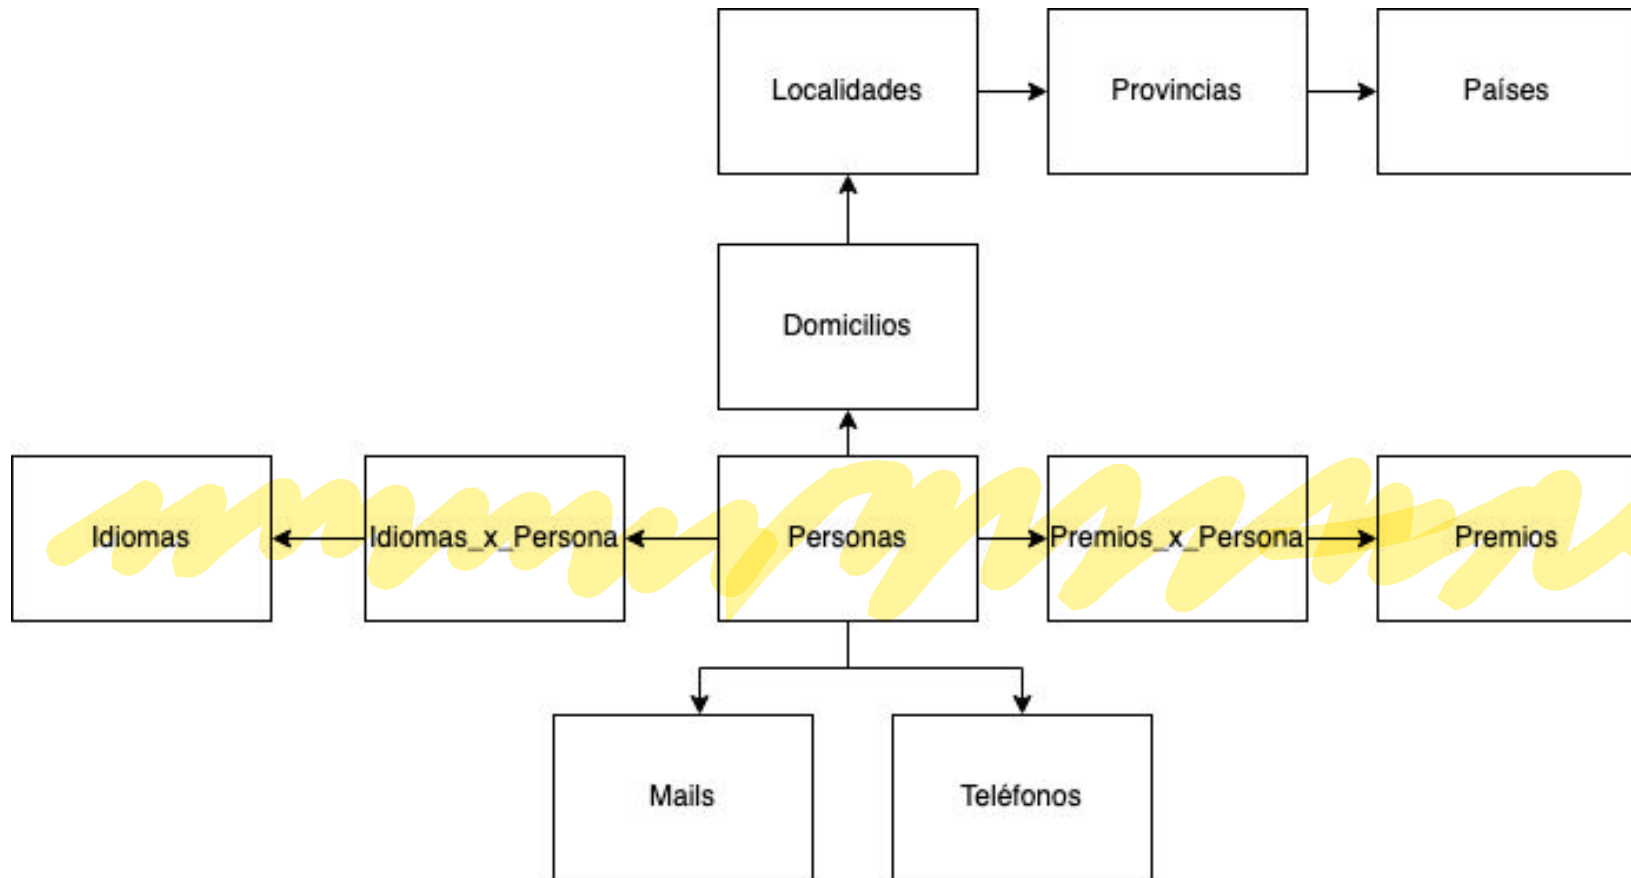 Localidades
Provincias
Países
Domicilios
Idiomas
Idiomas_x_Persona
Personas
Premios_x_Persona
Premios
Mails
Teléfonos